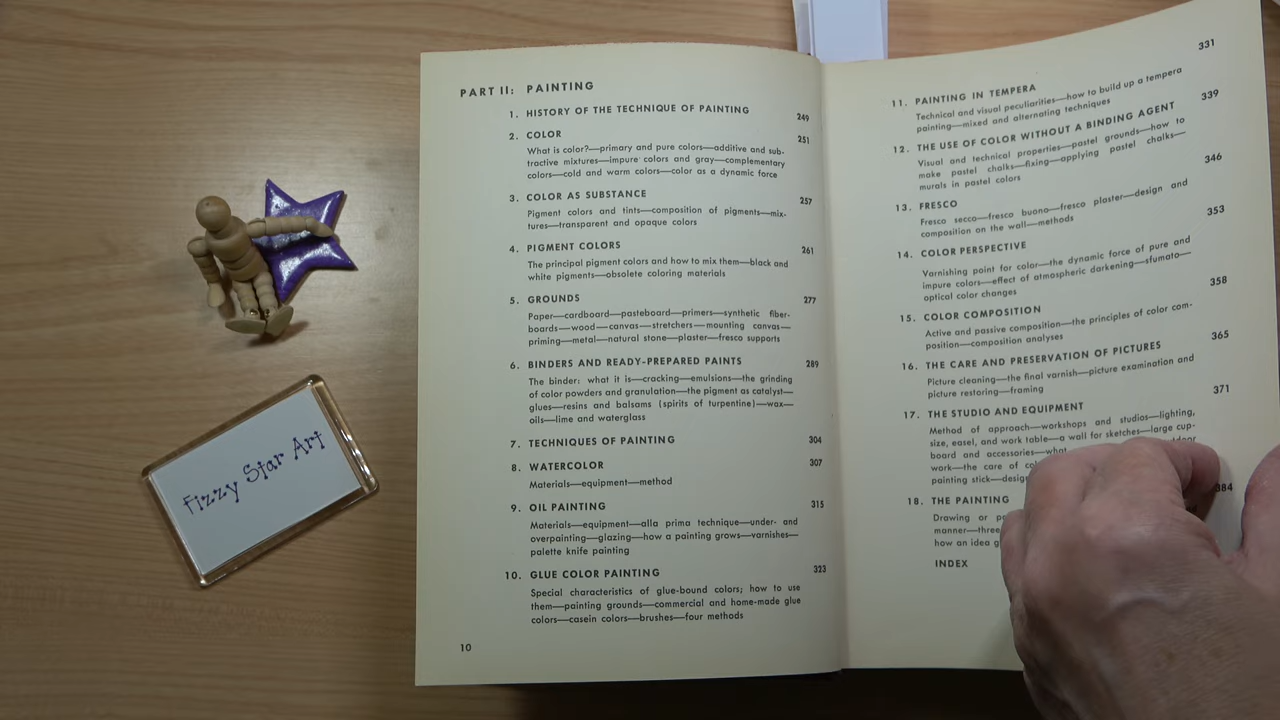 Fizzy Star Art
PART II: PAINTING
1. HISTORY OF THE TECHNIQUE OF PAINTING 249
2. COLOR 251
What is color?—primary and pure colors—additive and sub-
tractive mixtures—impure colors and gray—complementary
colors—cold and warm colors—color as a dynamic force
3. COLOR AS SUBSTANCE 257
Pigment colors and tints—composition of pigments—mix-
tures—transparent and opaque colors
4. PIGMENT COLORS 261
The principal pigment colors and how to mix them—black and
white pigments—obsolete coloring materials
5. GROUNDS 277
Paper—cardboard—pasteboard—primers—synthetic fiber-
boards—wood—canvas—stretchers—mounting canvas—
priming—metal—natural stone—plaster—fresco supports
6. BINDERS AND READY-PREPARED PAINTS 289
The binder: what it is—cracking—emulsions—the grinding
of color powders and granulation—the pigment as catalyst—
glues—resins and balsams (spirits of turpentine)—wax—
oils—lime and waterglass
7. TECHNIQUES OF PAINTING 304
8. WATERCOLOR 307
Materials—equipment—method
9. OIL PAINTING 315
Materials—equipment—alla prima technique—under- and
overpainting—glazing—how a painting grows—varnishes—
palette knife painting
10. GLUE COLOR PAINTING 323
Special characteristics of glue-bound colors; how to use
them—painting grounds—commercial and home-made glue
colors—casein colors—brushes—four methods
10
11. PAINTING IN TEMPERA 331
Technical and visual peculiarities—how to build up a tempera
painting—mixed and alternating techniques
12. THE USE OF COLOR WITHOUT A BINDING AGENT 339
Visual and technical properties—pastel grounds—how to
make pastel chalks—fixing—applying pastel chalks—
murals in pastel colors
13. FRESCO 346
Fresco secco—fresco buono—fresco plaster—design and
composition on the wall—methods
14. COLOR PERSPECTIVE 353
Varnishing point for color—the dynamic force of pure and
impure colors—effect of atmospheric darkening—sfumato—
optical color changes
15. COLOR COMPOSITION 358
Active and passive composition—the principles of color com-
position—composition analyses
16. THE CARE AND PRESERVATION OF PICTURES 365
Picture cleaning—the final varnish—picture examination and
picture restoring—framing
17. THE STUDIO AND EQUIPMENT 371
Method of approach—workshops and studios—lighting,
size, easel, and work table—a wall for sketches—large cup-
board and accessories—what
work—the care of
painting stick—
18. THE PAINTING 384
Drawing or
manner—
how an idea
INDEX